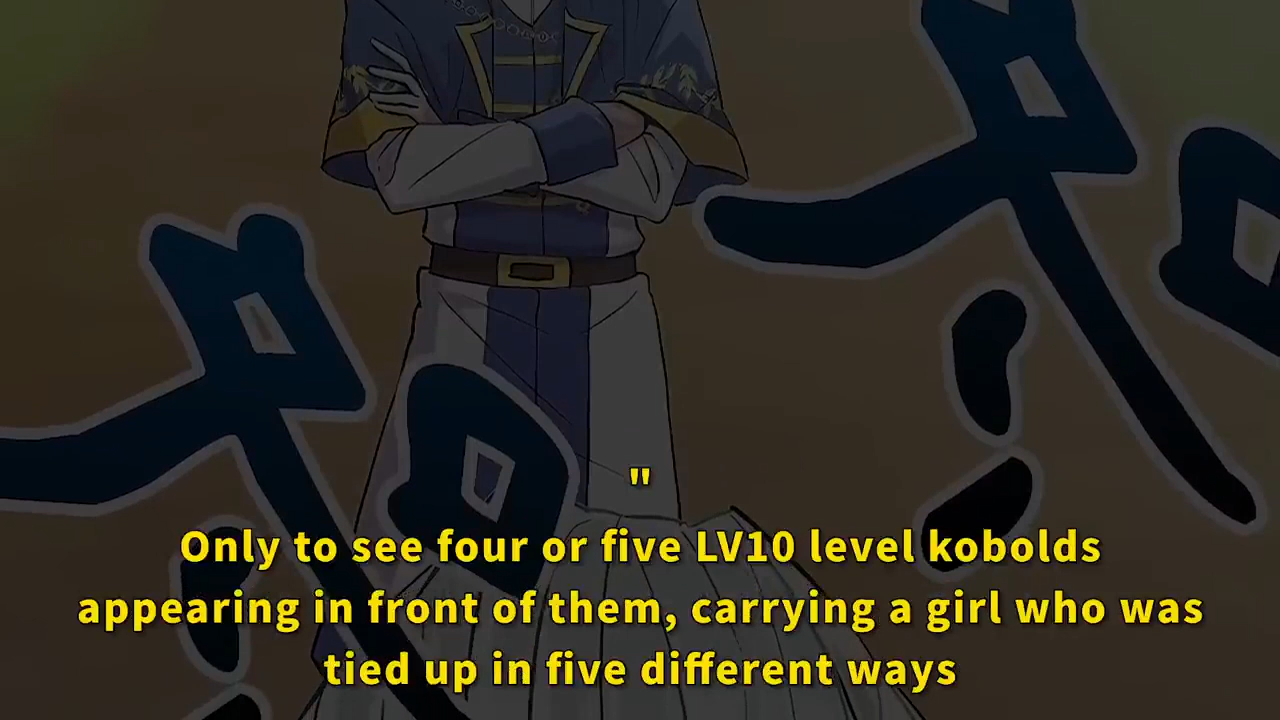 "
Only to see four or five LV10 level kobolds
appearing in front of them, carrying a girl who was
tied up in five different ways